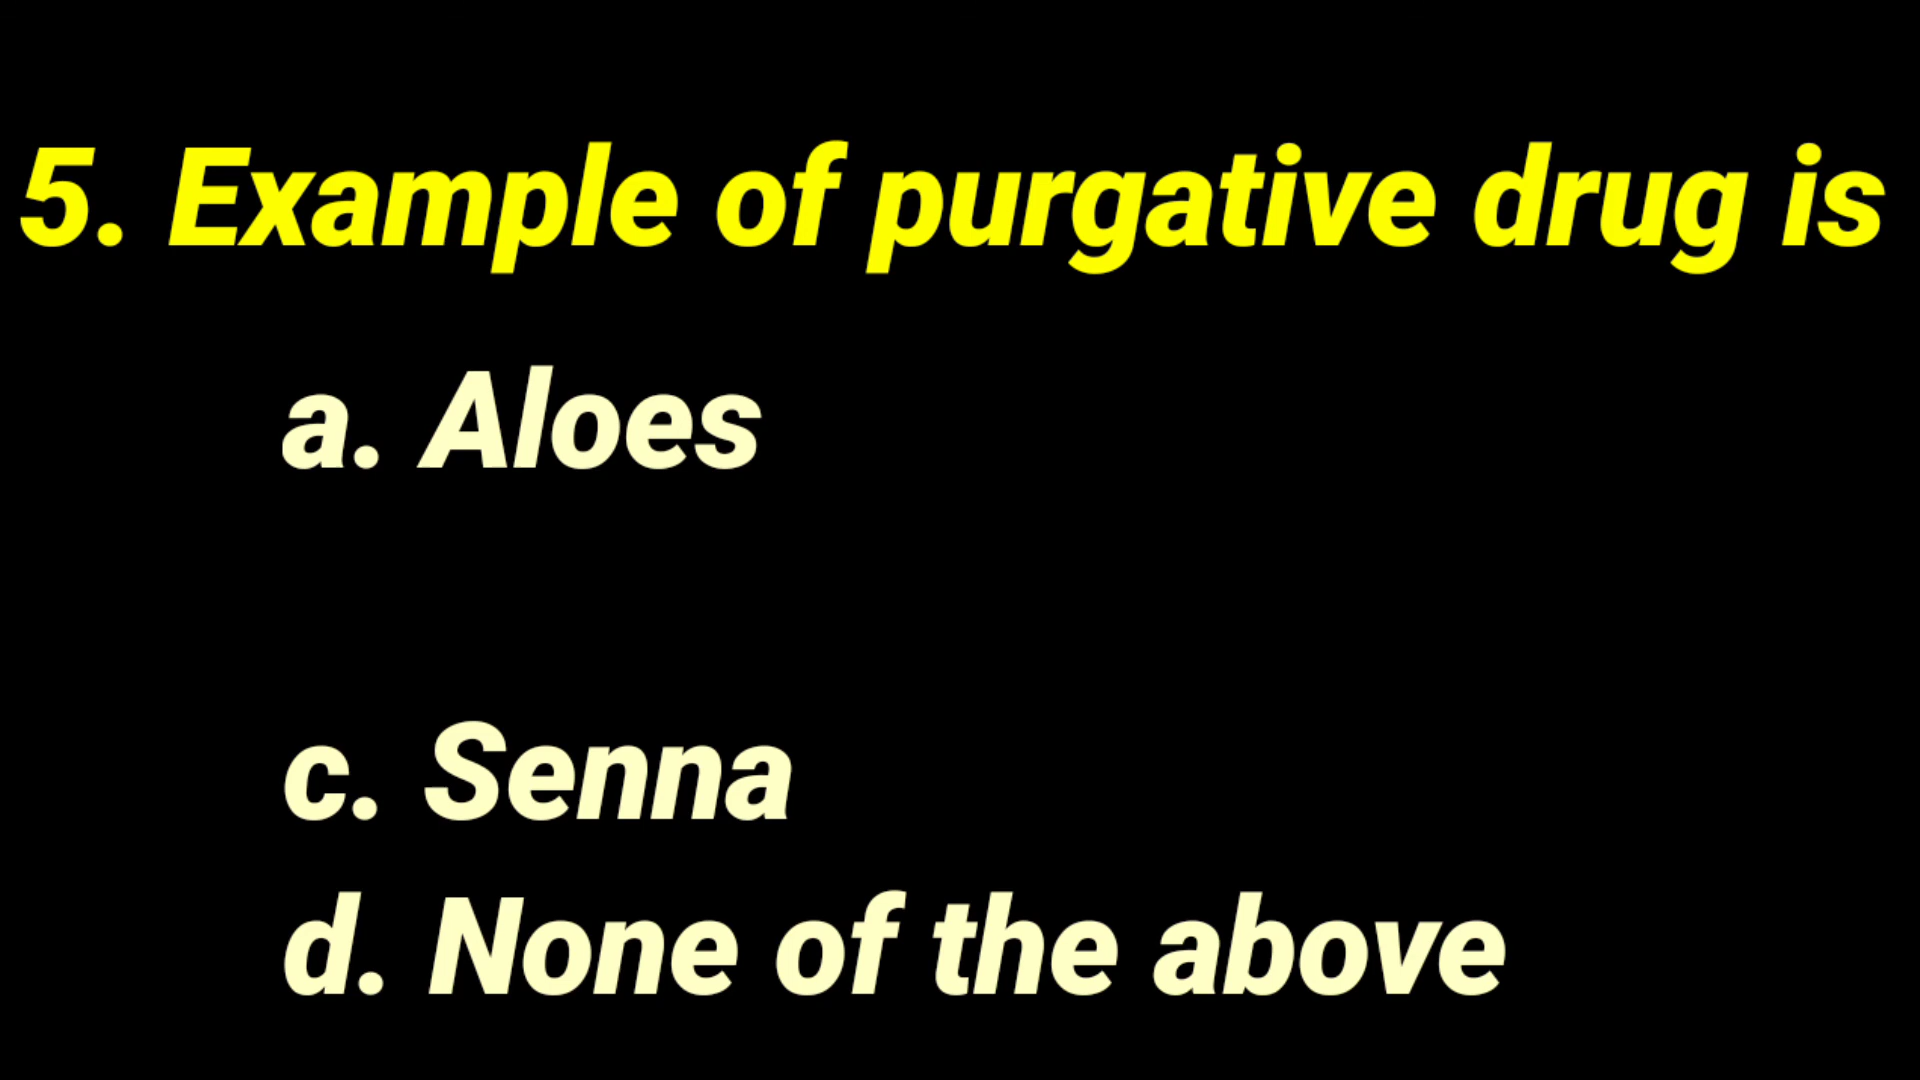 5. Example of purgative drug is
a. Aloes
c. Senna
d. None of the above